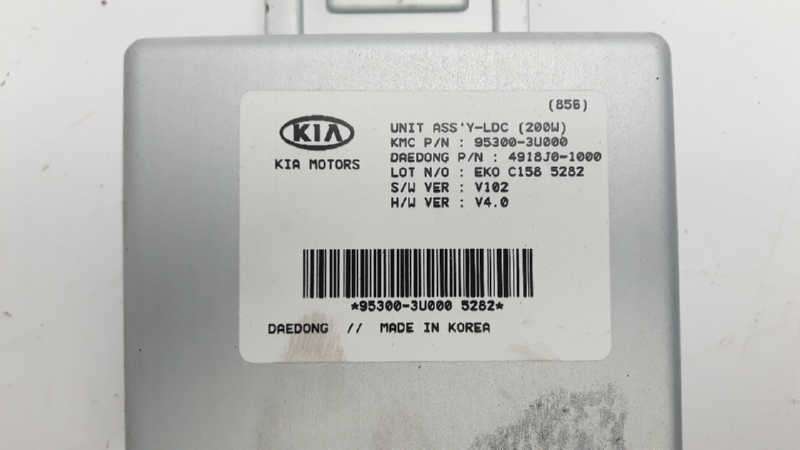 (856)
KIA
KIA MOTORS
UNIT ASS'Y-LDC (200W)
KMC P/N : 95300-3U000
DAEDONG P/N : 4918J0-1000
LOT N/O : EKO C158 5282
S/W VER : V102
H/W VER : V4.0
*95300-3U000 5282*
DAEDONG // MADE IN KOREA